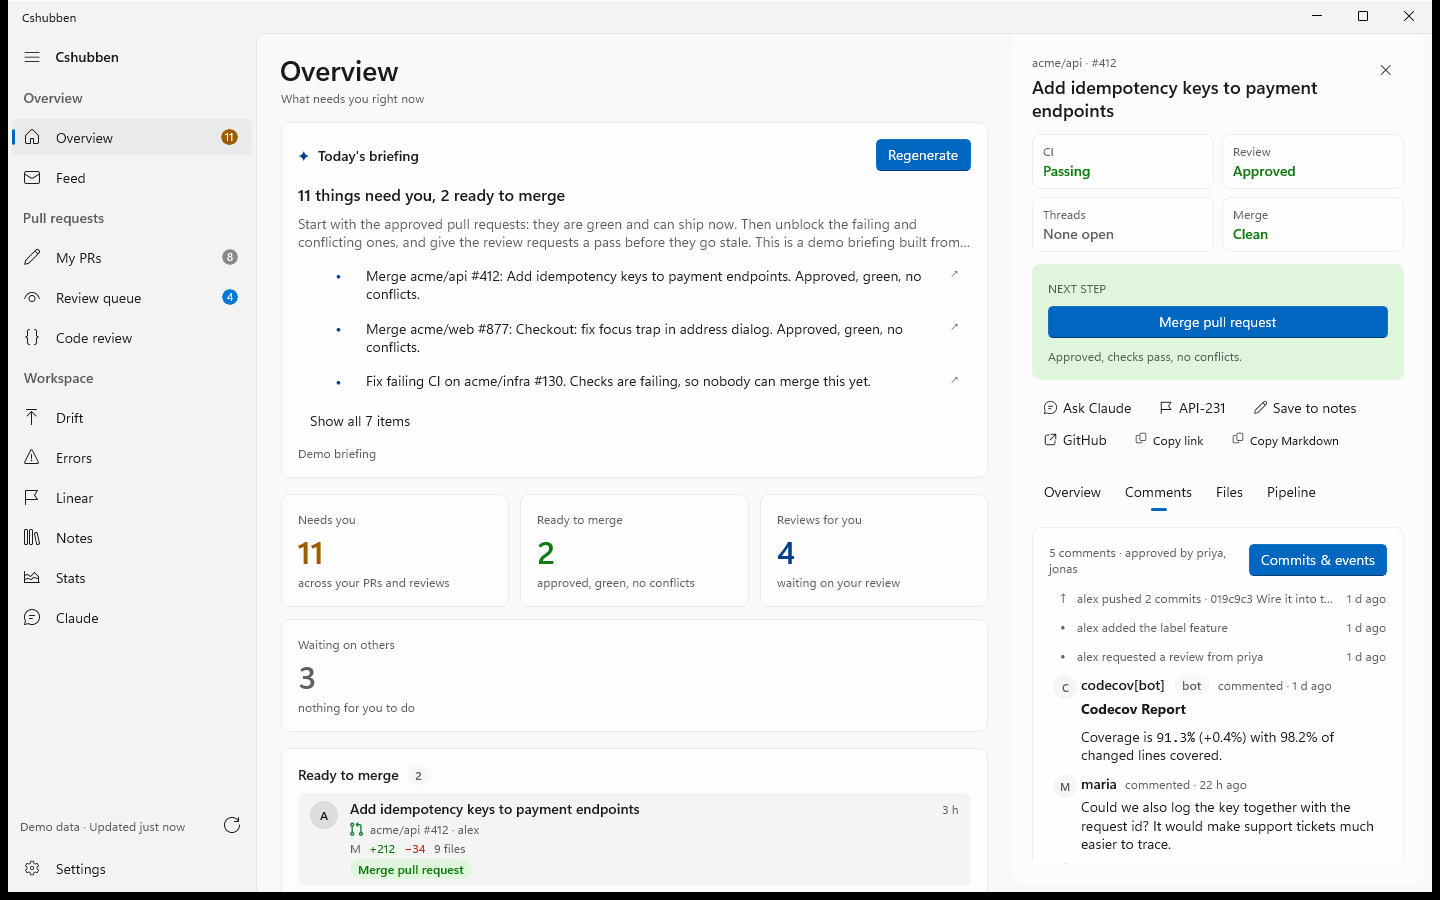 Cshubben
Cshubben
Overview
Overview 11
Feed
Pull requests
My PRs 8
Review queue 4
Code review
Workspace
Drift
Errors
Linear
Notes
Stats
Claude
Demo data · Updated just now
Settings
Overview
What needs you right now
Today's briefing
Regenerate
11 things need you, 2 ready to merge
Start with the approved pull requests: they are green and can ship now. Then unblock the failing and
conflicting ones, and give the review requests a pass before they go stale. This is a demo briefing built from…
• Merge acme/api #412: Add idempotency keys to payment endpoints. Approved, green, no
conflicts.
• Merge acme/web #877: Checkout: fix focus trap in address dialog. Approved, green, no
conflicts.
• Fix failing CI on acme/infra #130. Checks are failing, so nobody can merge this yet.
Show all 7 items
Demo briefing
Needs you
11
across your PRs and reviews
Ready to merge
2
approved, green, no conflicts
Reviews for you
4
waiting on your review
Waiting on others
3
nothing for you to do
Ready to merge 2
A
Add idempotency keys to payment endpoints 3 h
acme/api #412 · alex
M +212 −34 9 files
Merge pull request
acme/api · #412
Add idempotency keys to payment
endpoints
CI
Passing
Review
Approved
Threads
None open
Merge
Clean
NEXT STEP
Merge pull request
Approved, checks pass, no conflicts.
Ask Claude API-231 Save to notes
GitHub Copy link Copy Markdown
Overview Comments Files Pipeline
5 comments · approved by priya,
jonas
Commits & events
↑ alex pushed 2 commits · 019c9c3 Wire it into t… 1 d ago
• alex added the label feature 1 d ago
• alex requested a review from priya 1 d ago
C codecov[bot] bot commented · 1 d ago
Codecov Report
Coverage is 91.3% (+0.4%) with 98.2% of
changed lines covered.
M maria commented · 22 h ago
Could we also log the key together with the
request id? It would make support tickets much
easier to trace.